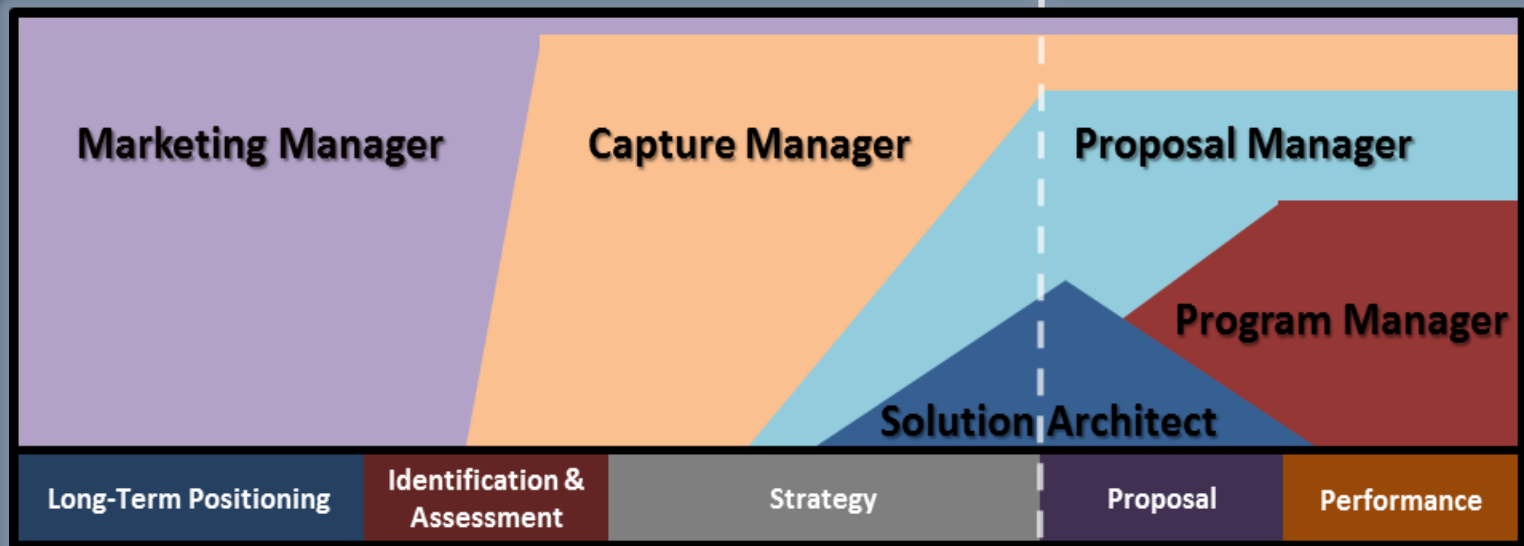 Marketing Manager
Capture Manager
Proposal Manager
Program Manager
Solution Architect
Long-Term Positioning
Identification &
Assessment
Strategy
Proposal
Performance